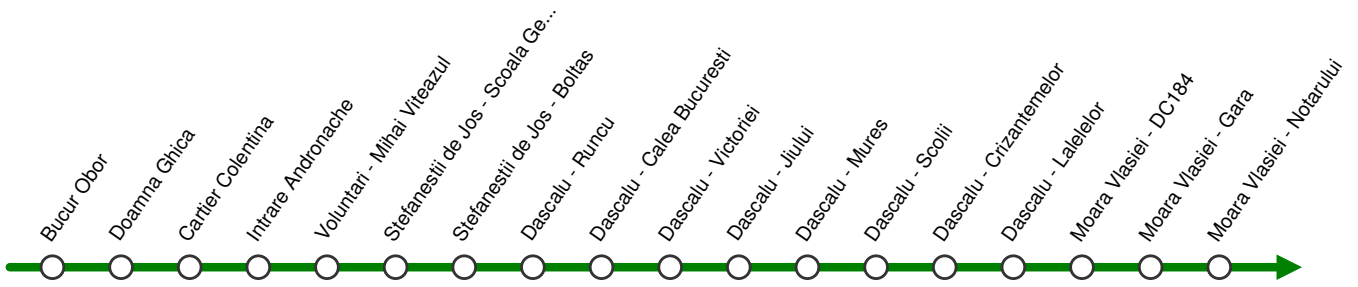 Bucur Obor
Doamna Ghica
Cartier Colentina
Intrare Andronache
Voluntari - Mihai Viteazul
Stefanestii de Jos - Scoala Ge...
Stefanestii de Jos - Boltas
Dascalu - Runcu
Dascalu - Calea Bucuresti
Dascalu - Victoriei
Dascalu - Jiului
Dascalu - Mures
Dascalu - Scolii
Dascalu - Crizantemelor
Dascalu - Lalelelor
Moara Vlasiei - DC184
Moara Vlasiei - Gara
Moara Vlasiei - Notarului